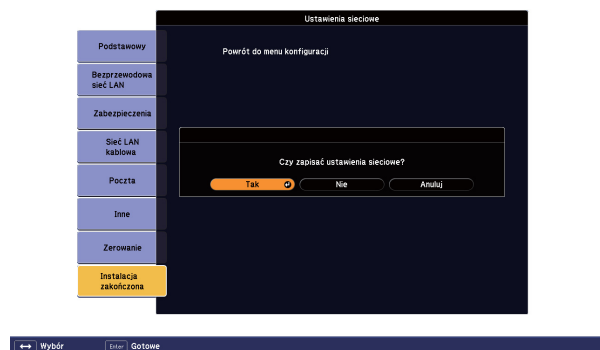 Ustawienia sieciowe
Podstawowy
Powrót do menu konfiguracji
Bezprzewodowa
sieć LAN
Zabezpieczenia
Sieć LAN
kablowa
Czy zapisać ustawienia sieciowe?
Poczta
Tak Nie Anuluj
Inne
Zerowanie
Instalacja
zakończona
Wybór Enter Gotowe